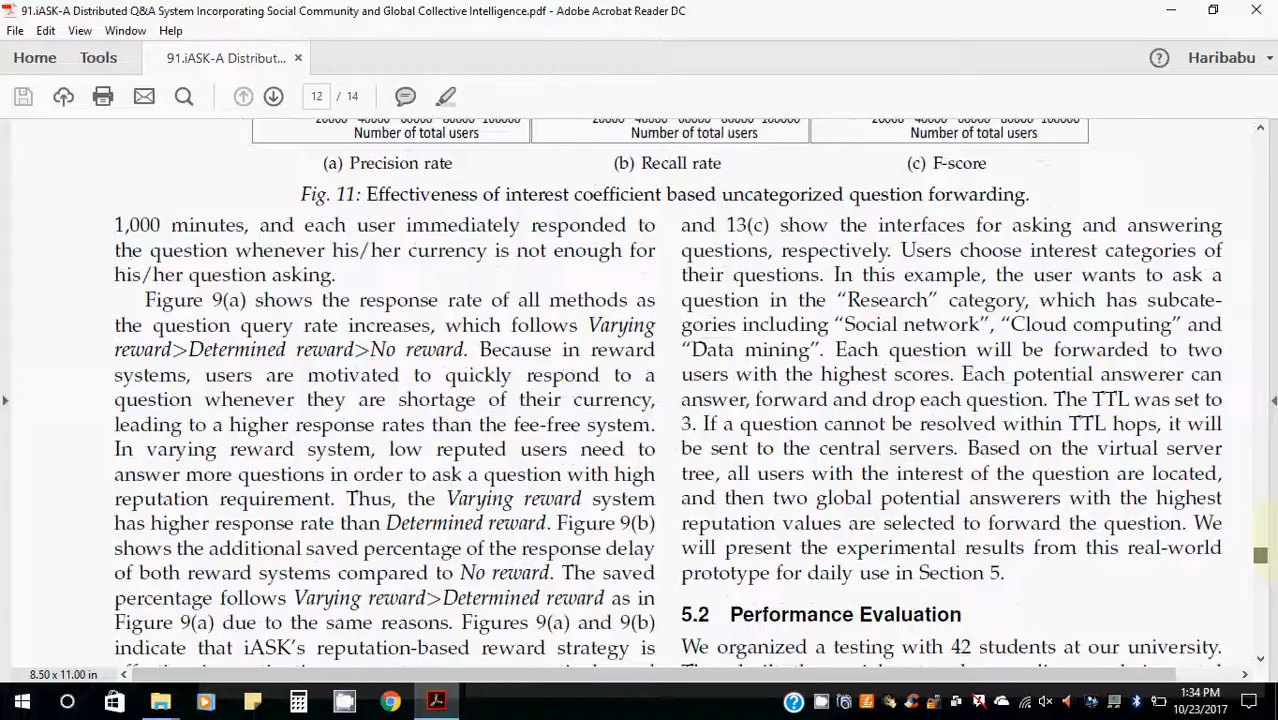 91.iASK-A Distributed Q&A System Incorporating Social Community and Global Collective Intelligence.pdf - Adobe Acrobat Reader DC
File Edit View Window Help
Home Tools 91.iASK-A Distribut... × Haribabu
12 / 14
20000 40000 60000 80000 100000 20000 40000 60000 80000 100000 20000 40000 60000 80000 100000
Number of total users Number of total users Number of total users
(a) Precision rate (b) Recall rate (c) F-score
Fig. 11: Effectiveness of interest coefficient based uncategorized question forwarding.
1,000 minutes, and each user immediately responded to
the question whenever his/her currency is not enough for
his/her question asking.
Figure 9(a) shows the response rate of all methods as
the question query rate increases, which follows Varying
reward>Determined reward>No reward. Because in reward
systems, users are motivated to quickly respond to a
question whenever they are shortage of their currency,
leading to a higher response rates than the fee-free system.
In varying reward system, low reputed users need to
answer more questions in order to ask a question with high
reputation requirement. Thus, the Varying reward system
has higher response rate than Determined reward. Figure 9(b)
shows the additional saved percentage of the response delay
of both reward systems compared to No reward. The saved
percentage follows Varying reward>Determined reward as in
Figure 9(a) due to the same reasons. Figures 9(a) and 9(b)
indicate that iASK's reputation-based reward strategy is
and 13(c) show the interfaces for asking and answering
questions, respectively. Users choose interest categories of
their questions. In this example, the user wants to ask a
question in the “Research” category, which has subcate-
gories including “Social network”, “Cloud computing” and
“Data mining”. Each question will be forwarded to two
users with the highest scores. Each potential answerer can
answer, forward and drop each question. The TTL was set to
3. If a question cannot be resolved within TTL hops, it will
be sent to the central servers. Based on the virtual server
tree, all users with the interest of the question are located,
and then two global potential answerers with the highest
reputation values are selected to forward the question. We
will present the experimental results from this real-world
prototype for daily use in Section 5.
5.2 Performance Evaluation
We organized a testing with 42 students at our university.
8.50 x 11.00 in
1:34 PM
10/23/2017